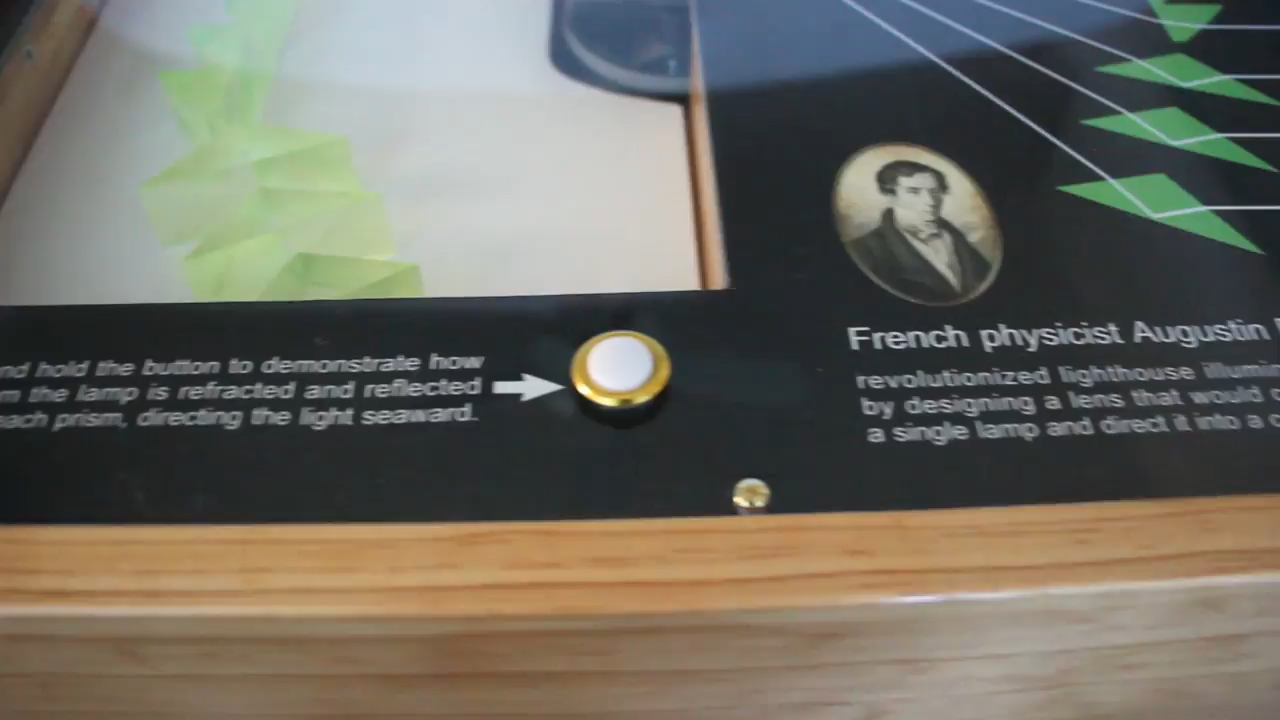 hold the button to demonstrate how
the lamp is refracted and reflected
each prism, directing the light seaward.
French physicist Augustin
revolutionized lighthouse
by designing a lens that would
a single lamp and direct it into a